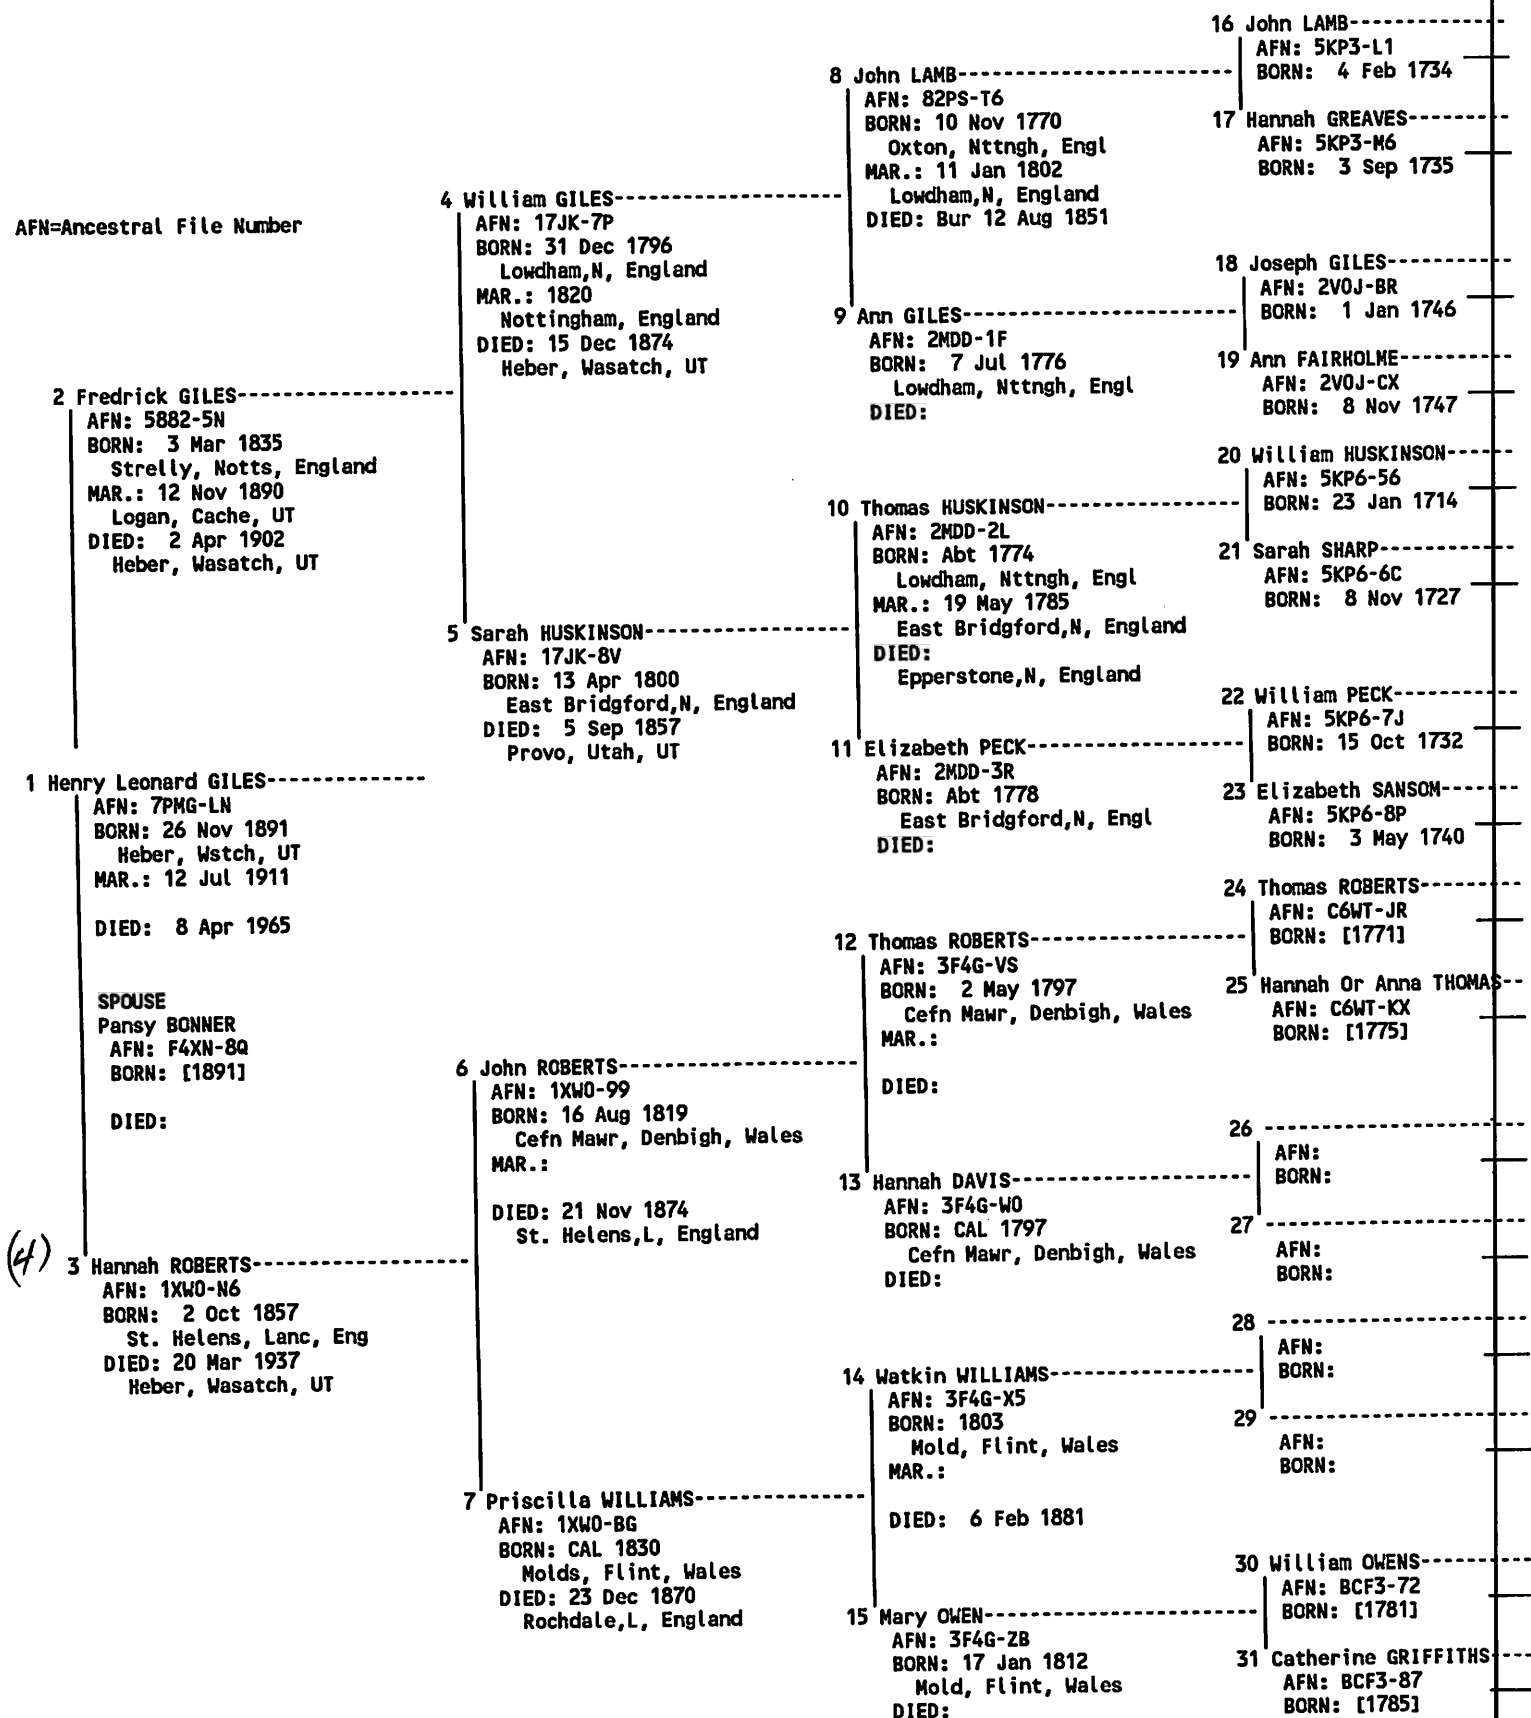 AFN=Ancestral File Number
1 Henry Leonard GILES
AFN: 7PMG-LN
BORN: 26 Nov 1891
Heber, Wstch, UT
MAR.: 12 Jul 1911
DIED: 8 Apr 1965
SPOUSE
Pansy BONNER
AFN: F4XN-8Q
BORN: [1891]
DIED:
2 Fredrick GILES
AFN: 5882-5N
BORN: 3 Mar 1835
Strelly, Notts, England
MAR.: 12 Nov 1890
Logan, Cache, UT
DIED: 2 Apr 1902
Heber, Wasatch, UT
(4)
3 Hannah ROBERTS
AFN: 1XW0-N6
BORN: 2 Oct 1857
St. Helens, Lanc, Eng
DIED: 20 Mar 1937
Heber, Wasatch, UT
4 William GILES
AFN: 17JK-7P
BORN: 31 Dec 1796
Lowdham,N, England
MAR.: 1820
Nottingham, England
DIED: 15 Dec 1874
Heber, Wasatch, UT
5 Sarah HUSKINSON
AFN: 17JK-8V
BORN: 13 Apr 1800
East Bridgford,N, England
DIED: 5 Sep 1857
Provo, Utah, UT
6 John ROBERTS
AFN: 1XW0-99
BORN: 16 Aug 1819
Cefn Mawr, Denbigh, Wales
MAR.:
DIED: 21 Nov 1874
St. Helens,L, England
7 Priscilla WILLIAMS
AFN: 1XW0-BG
BORN: CAL 1830
Molds, Flint, Wales
DIED: 23 Dec 1870
Rochdale,L, England
8 John LAMB
AFN: 82PS-T6
BORN: 10 Nov 1770
Oxton, Nttngh, Engl
MAR.: 11 Jan 1802
Lowdham,N, England
DIED: Bur 12 Aug 1851
9 Ann GILES
AFN: 2MDD-1F
BORN: 7 Jul 1776
Lowdham, Nttngh, Engl
DIED:
10 Thomas HUSKINSON
AFN: 2MDD-2L
BORN: Abt 1774
Lowdham, Nttngh, Engl
MAR.: 19 May 1785
East Bridgford,N, England
DIED:
Epperstone,N, England
11 Elizabeth PECK
AFN: 2MDD-3R
BORN: Abt 1778
East Bridgford,N, Engl
DIED:
12 Thomas ROBERTS
AFN: 3F4G-VS
BORN: 2 May 1797
Cefn Mawr, Denbigh, Wales
MAR.:
DIED:
13 Hannah DAVIS
AFN: 3F4G-W0
BORN: CAL 1797
Cefn Mawr, Denbigh, Wales
DIED:
14 Watkin WILLIAMS
AFN: 3F4G-X5
BORN: 1803
Mold, Flint, Wales
MAR.:
DIED: 6 Feb 1881
15 Mary OWEN
AFN: 3F4G-ZB
BORN: 17 Jan 1812
Mold, Flint, Wales
DIED:
16 John LAMB
AFN: 5KP3-L1
BORN: 4 Feb 1734
17 Hannah GREAVES
AFN: 5KP3-M6
BORN: 3 Sep 1735
18 Joseph GILES
AFN: 2V0J-BR
BORN: 1 Jan 1746
19 Ann FAIRHOLME
AFN: 2V0J-CX
BORN: 8 Nov 1747
20 William HUSKINSON
AFN: 5KP6-56
BORN: 23 Jan 1714
21 Sarah SHARP
AFN: 5KP6-6C
BORN: 8 Nov 1727
22 William PECK
AFN: 5KP6-7J
BORN: 15 Oct 1732
23 Elizabeth SANSOM
AFN: 5KP6-8P
BORN: 3 May 1740
24 Thomas ROBERTS
AFN: C6WT-JR
BORN: [1771]
25 Hannah Or Anna THOMAS
AFN: C6WT-KX
BORN: [1775]
26
AFN:
BORN:
27
AFN:
BORN:
28
AFN:
BORN:
29
AFN:
BORN:
30 William OWENS
AFN: BCF3-72
BORN: [1781]
31 Catherine GRIFFITHS
AFN: BCF3-87
BORN: [1785]